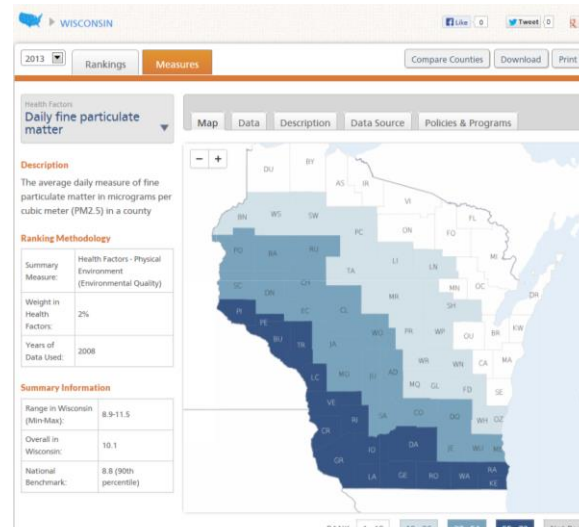 WISCONSIN
Like 0
Tweet 0
2013
Rankings
Measures
Compare Counties
Download
Print
Health Factors
Daily fine particulate
matter
Map
Data
Description
Data Source
Policies & Programs
Description
The average daily measure of fine
particulate matter in micrograms per
cubic meter (PM2.5) in a county
Ranking Methodology
Summary
Measure:
Health Factors - Physical
Environment
(Environmental Quality)
Weight in
Health
Factors:
2%
Years of
Data Used:
2008
Summary Information
Range in Wisconsin
(Min-Max):
8.9-11.5
Overall in
Wisconsin:
10.1
National
Benchmark:
8.8 (90th
percentile)
- +
DU BY
AS IR
VI
BN WS SW
FL
PC ON FO
MI
PO BA RU
LI
TA LN
SC
ON CH
MN OC DR
MR
SH
PI
PE EC CL
BU
TR JA WO PR WP OU BR KW
WR WN CA MA
LC MO JU AD
MQ GL FD SE
VE
SA CO DO WH OZ
CR RI
DA JE
GR IO
LA GE RO WA RA
KE